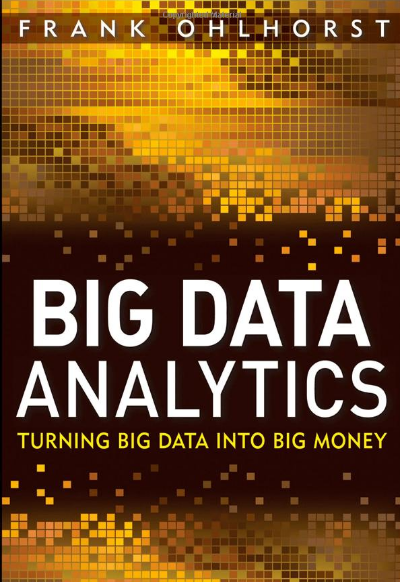 FRANK OHLHORST
BIG DATA
ANALYTICS
TURNING BIG DATA INTO BIG MONEY